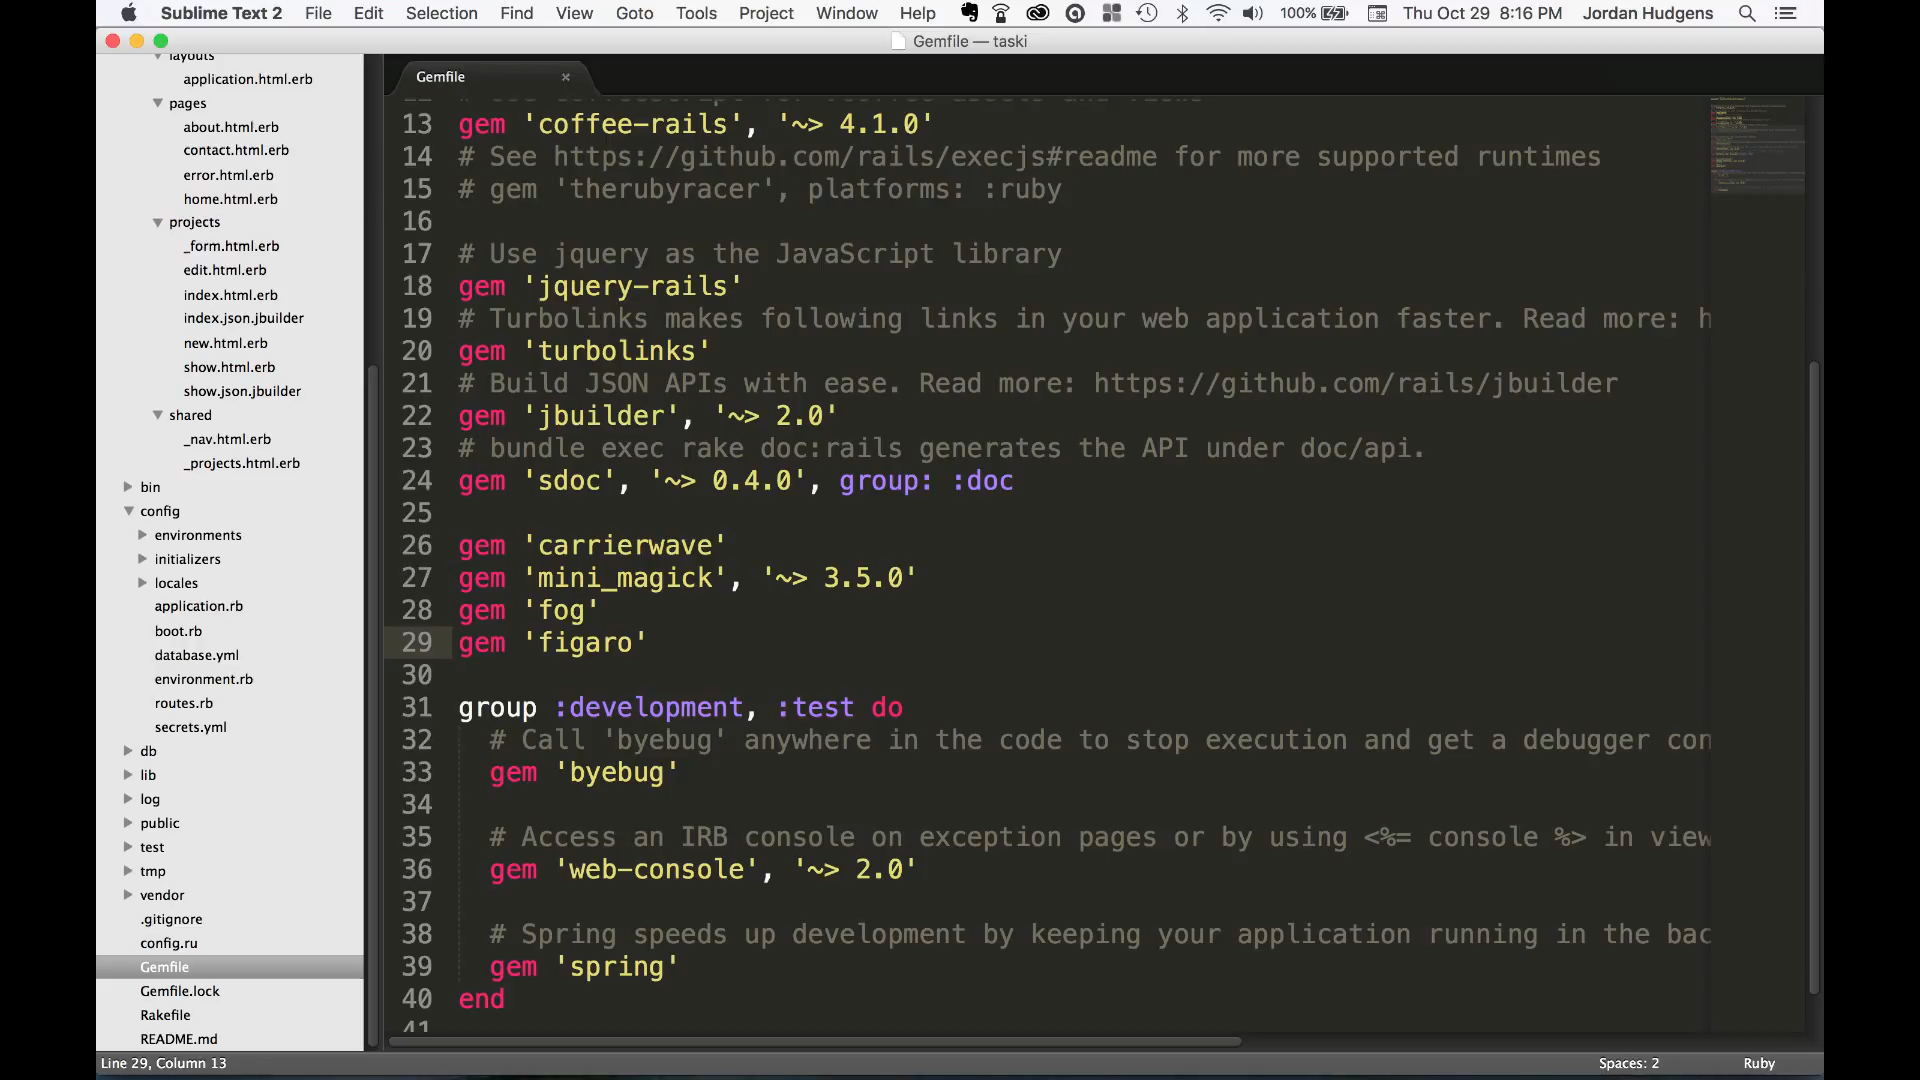 Sublime Text 2 File Edit Selection Find View Goto Tools Project Window Help 100% Thu Oct 29 8:16 PM Jordan Hudgens
Gemfile — taski
layouts
application.html.erb
pages
about.html.erb
contact.html.erb
error.html.erb
home.html.erb
projects
_form.html.erb
edit.html.erb
index.html.erb
index.json.jbuilder
new.html.erb
show.html.erb
show.json.jbuilder
shared
_nav.html.erb
_projects.html.erb
bin
config
environments
initializers
locales
application.rb
boot.rb
database.yml
environment.rb
routes.rb
secrets.yml
db
lib
log
public
test
tmp
vendor
.gitignore
config.ru
Gemfile
Gemfile.lock
Rakefile
README.md
Gemfile ×
13 gem 'coffee-rails', '~> 4.1.0'
14 # See https://github.com/rails/execjs#readme for more supported runtimes
15 # gem 'therubyracer', platforms: :ruby
16
17 # Use jquery as the JavaScript library
18 gem 'jquery-rails'
19 # Turbolinks makes following links in your web application faster. Read more: h
20 gem 'turbolinks'
21 # Build JSON APIs with ease. Read more: https://github.com/rails/jbuilder
22 gem 'jbuilder', '~> 2.0'
23 # bundle exec rake doc:rails generates the API under doc/api.
24 gem 'sdoc', '~> 0.4.0', group: :doc
25
26 gem 'carrierwave'
27 gem 'mini_magick', '~> 3.5.0'
28 gem 'fog'
29 gem 'figaro'
30
31 group :development, :test do
32 # Call 'byebug' anywhere in the code to stop execution and get a debugger con
33 gem 'byebug'
34
35 # Access an IRB console on exception pages or by using <%= console %> in view
36 gem 'web-console', '~> 2.0'
37
38 # Spring speeds up development by keeping your application running in the bac
39 gem 'spring'
40 end
41
Line 29, Column 13 Spaces: 2 Ruby